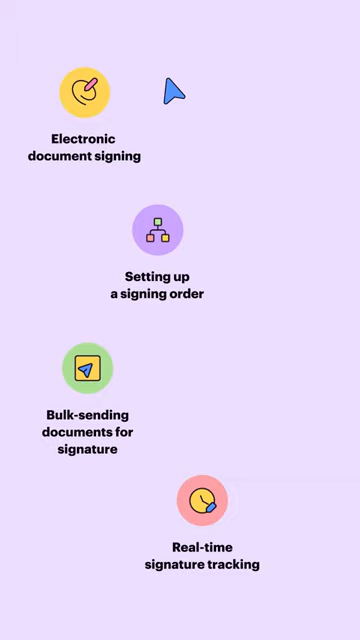 Electronic
document signing
Setting up
a signing order
Bulk-sending
documents for
signature
Real-time
signature tracking